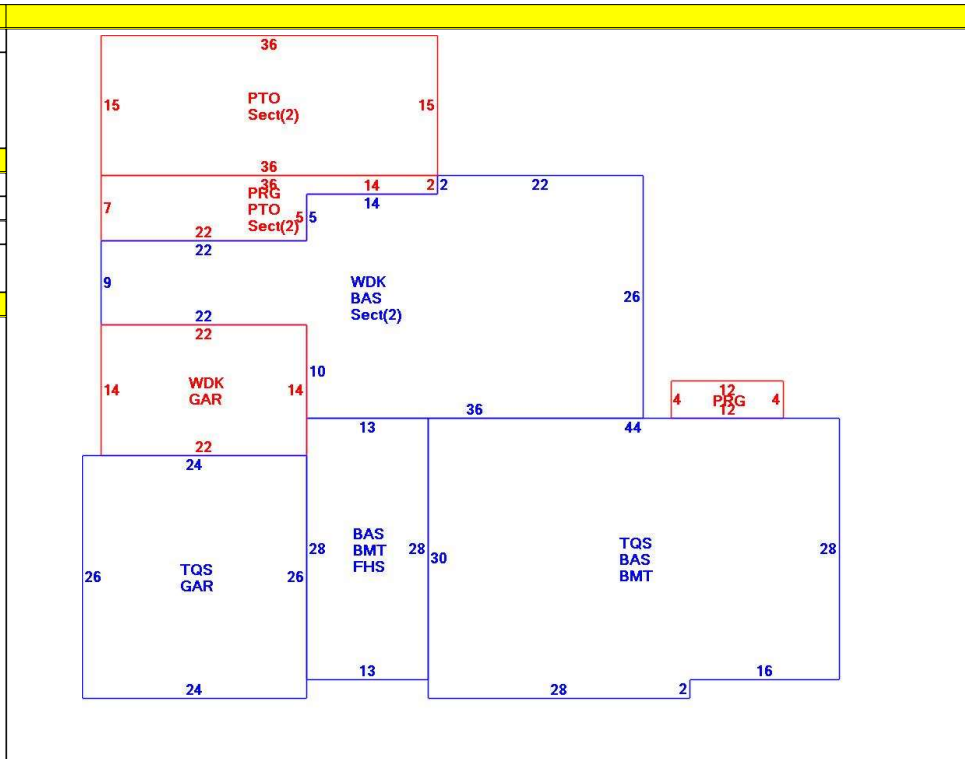 36
15
PTO
Sect(2)
15
36
36
14
2
2
22
7
PRG
PTO
Sect(2)
5
5
14
22
22
9
WDK
BAS
Sect(2)
26
22
22
14
WDK
GAR
14
10
22
36
12
4
PRG
4
12
24
13
44
26
TQS
GAR
26
28
BAS
BMT
FHS
28
30
TQS
BAS
BMT
28
13
16
24
28
2